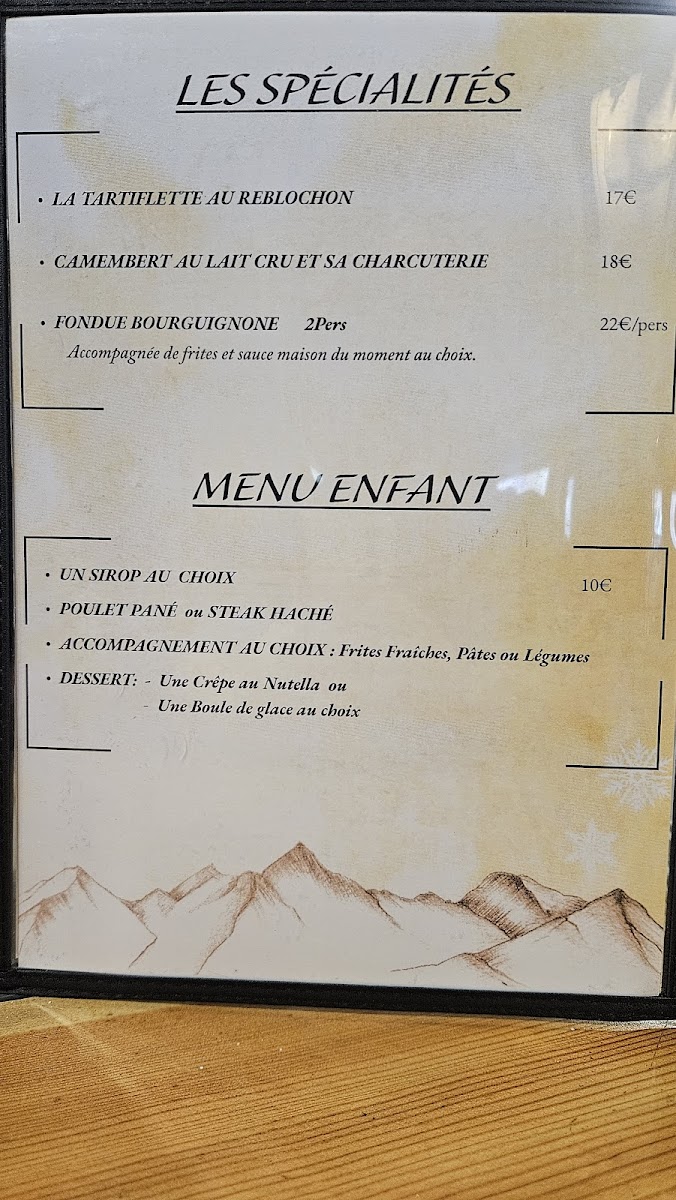 LES SPÉCIALITÉS
• LA TARTIFLETTE AU REBLOCHON 17€
• CAMEMBERT AU LAIT CRU ET SA CHARCUTERIE 18€
• FONDUE BOURGUIGNONE 2Pers 22€/pers
Accompagnée de frites et sauce maison du moment au choix.
MENU ENFANT
• UN SIROP AU CHOIX 10€
• POULET PANÉ ou STEAK HACHÉ
• ACCOMPAGNEMENT AU CHOIX : Frites Fraîches, Pâtes ou Légumes
• DESSERT: - Une Crêpe au Nutella ou
- Une Boule de glace au choix